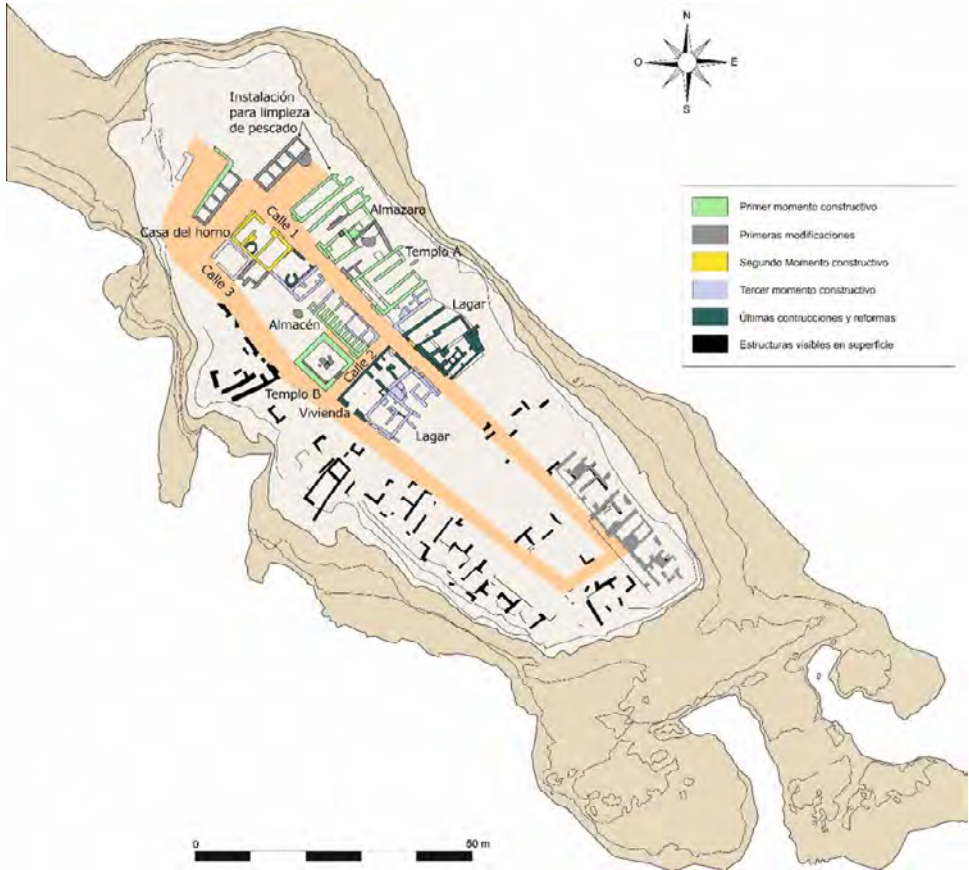 N
O
E
S
Instalación
para limpieza
de pescado
Almazara
Calle 1
Casa del horno
Templo A
Calle 3
Lagar
Almacén
Calle 2
Templo B
Vivienda
Lagar
Primer momento constructivo
Primeras modificaciones
Segundo Momento constructivo
Tercer momento constructivo
Últimas contrucciones y reformas
Estructuras visibles en superficie
0
50 m